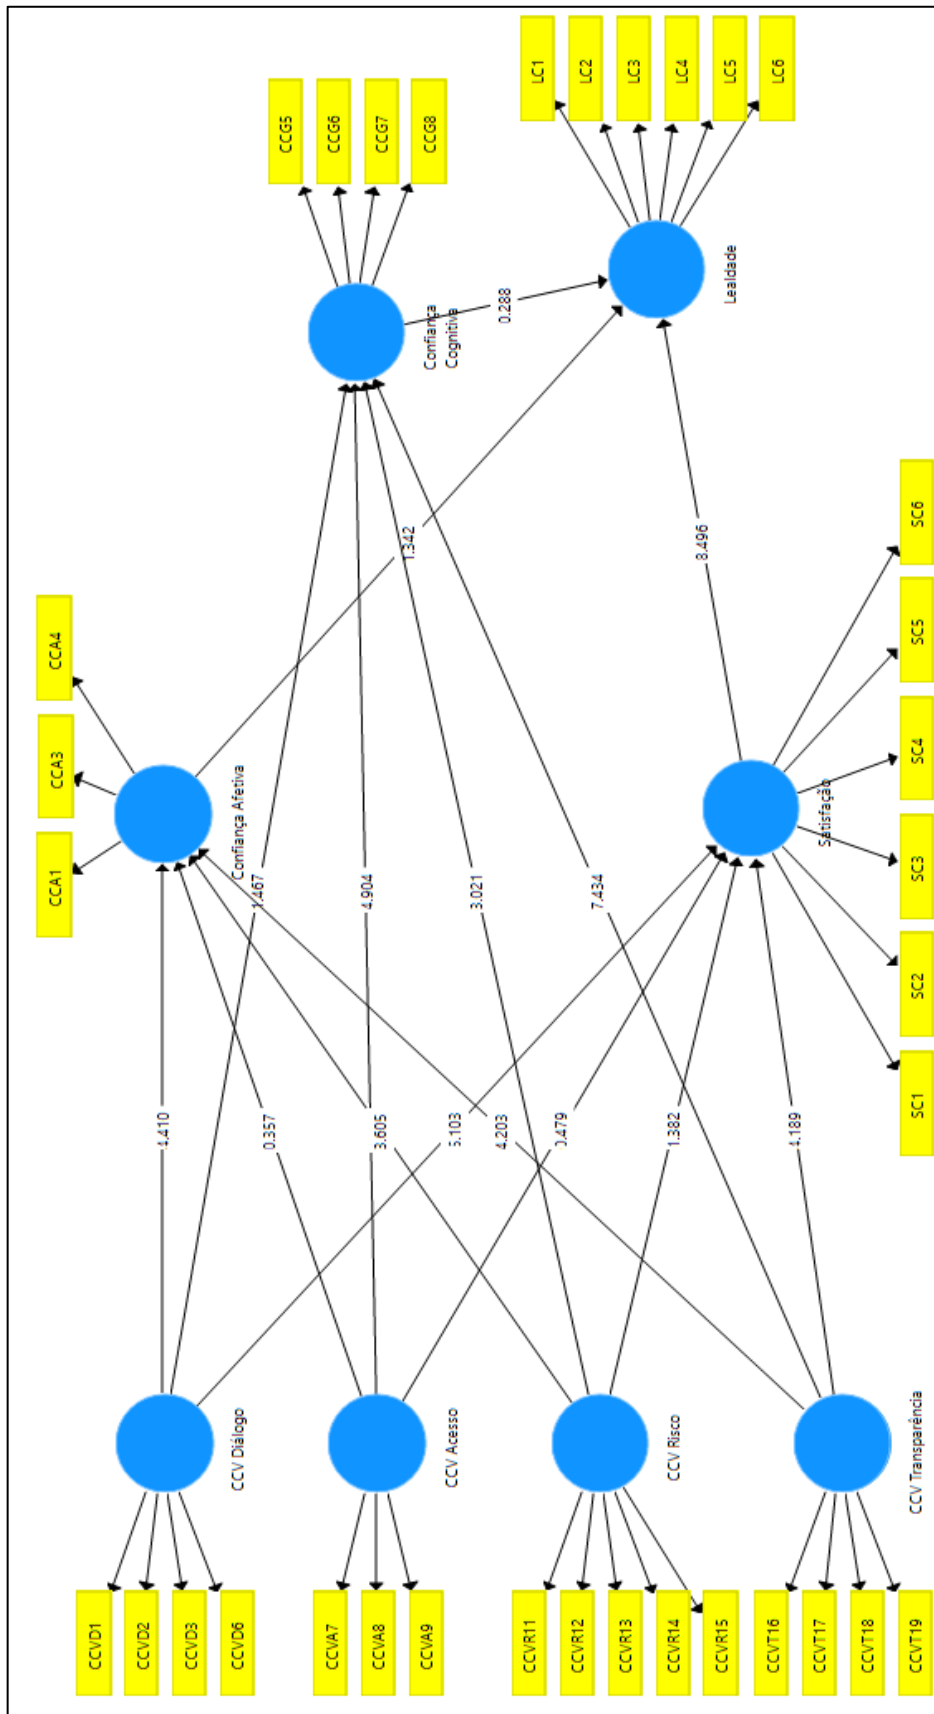 CCA1
CCA3
CCA4
CCVD1
CCVD2
CCVD3
CCVD6
CCV Diálogo
4.410
Confiança Afetiva
1.467
0.357
CCG5
CCG6
CCG7
CCG8
CCVA7
CCVA8
CCVA9
CCV Acesso
3.605
4.904
1.342
Confiança
Cognitiva
5.103
4.203
3.021
0.288
LC1
LC2
LC3
LC4
LC5
LC6
CCVR11
CCVR12
CCVR13
CCVR14
CCVR15
CCV Risco
0.479
7.434
1.382
8.496
Lealdade
CCVT16
CCVT17
CCVT18
CCVT19
CCV Transparência
4.189
Satisfação
SC1
SC2
SC3
SC4
SC5
SC6